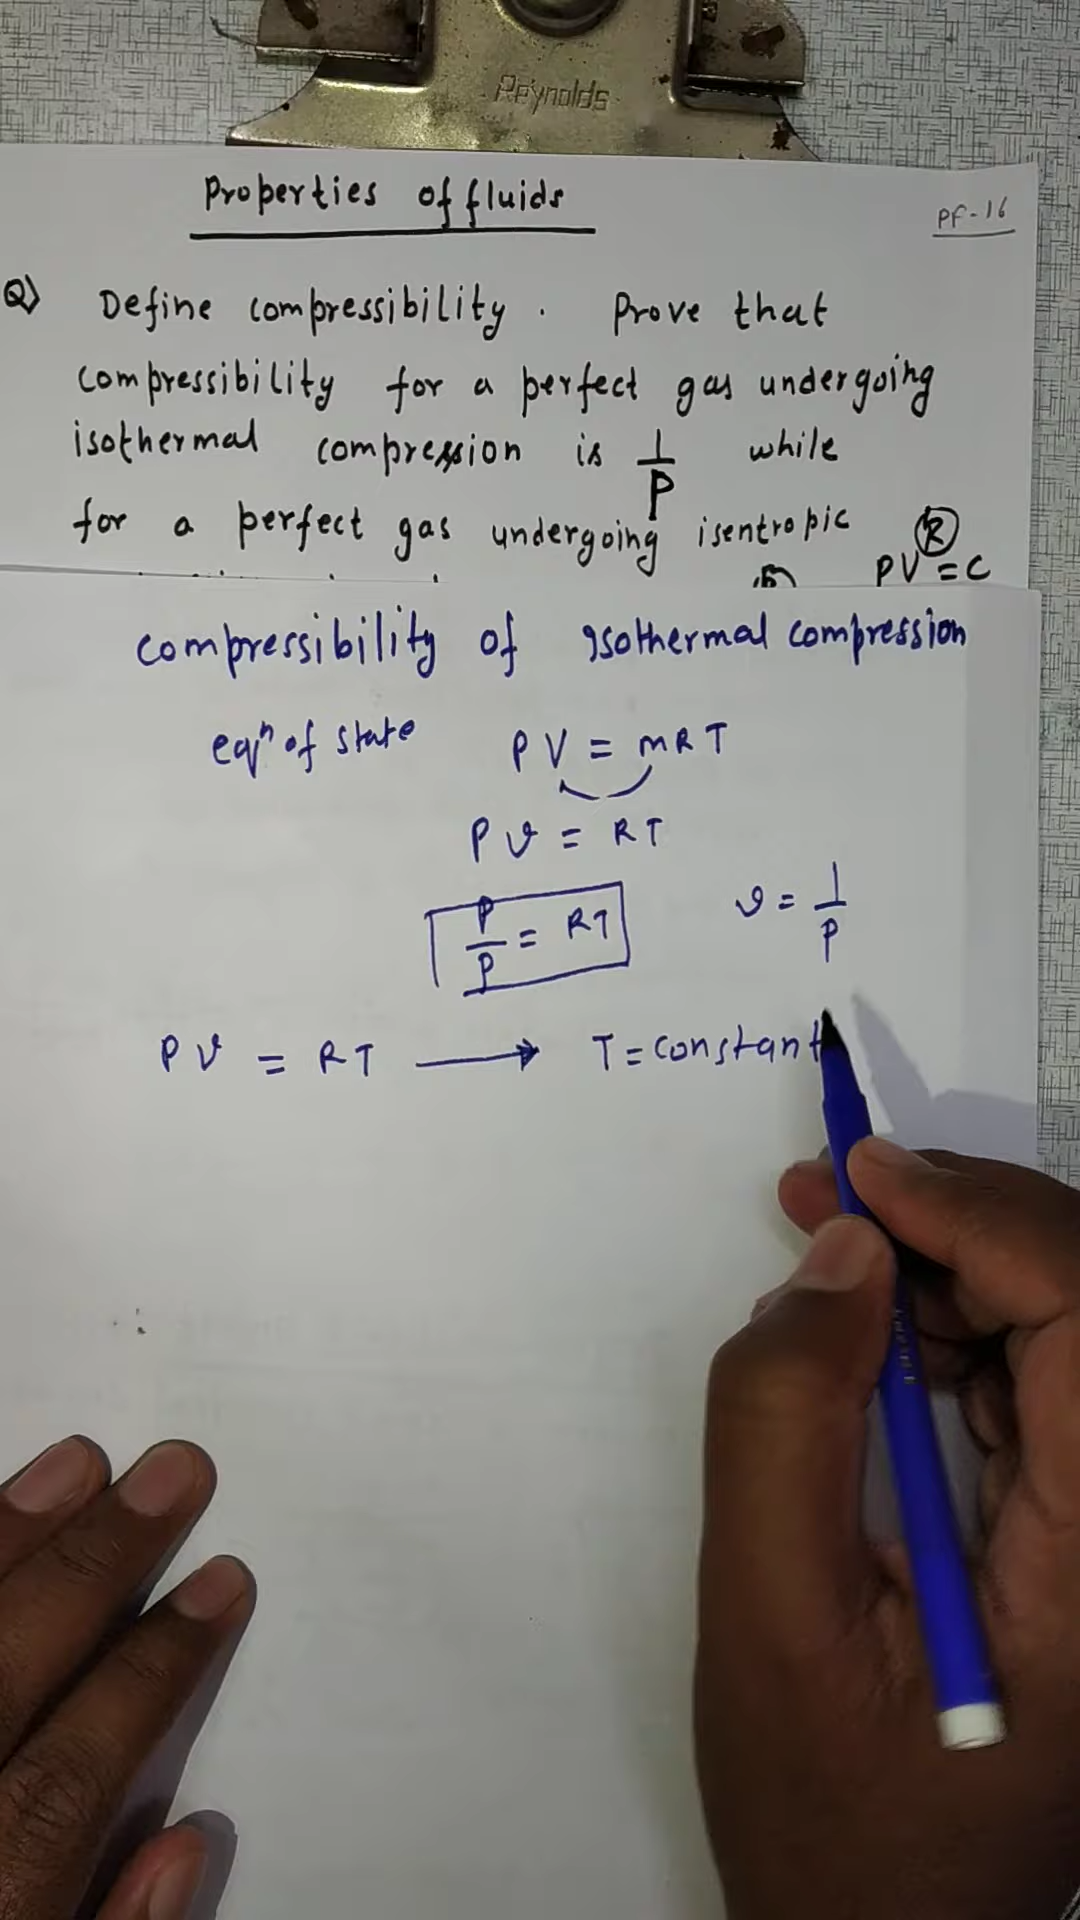 Reynolds
Properties of fluids
PF-16
Q) Define compressibility. Prove that
compressibility for a perfect gas undergoing
isothermal compression is 1/P while
for a perfect gas undergoing isentropic
PV^k = C
compressibility of Isothermal compression
eqn of state PV = mRT
Pv = RT
P/ρ = RT v = 1/ρ
Pv = RT → T = constant